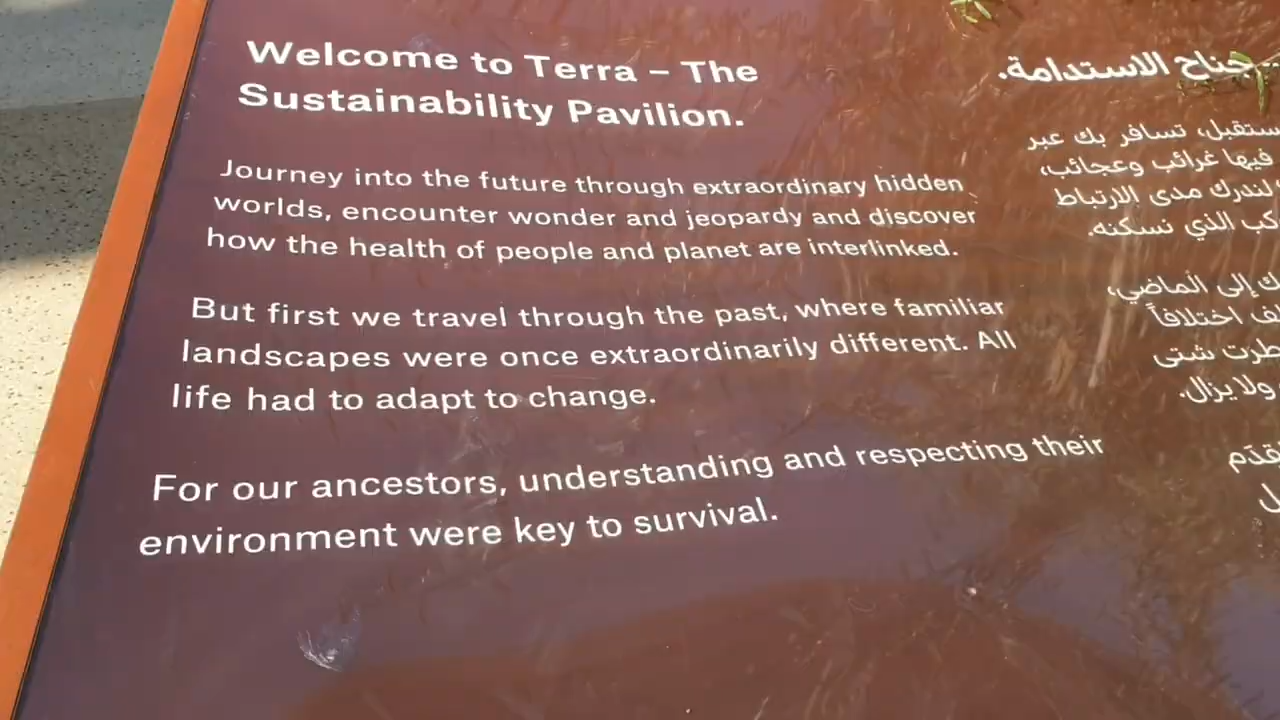 Welcome to Terra – The
Sustainability Pavilion.
Journey into the future through extraordinary hidden
worlds, encounter wonder and jeopardy and discover
how the health of people and planet are interlinked.
But first we travel through the past, where familiar
landscapes were once extraordinarily different. All
life had to adapt to change.
For our ancestors, understanding and respecting their
environment were key to survival.
جناح الاستدامة.
تسافر بك عبر
فيها غرائب وعجائب،
لندرك مدى الارتباط
الذي نسكنه.
إلى الماضي،
اختلافاً
شتى
ولا يزال.